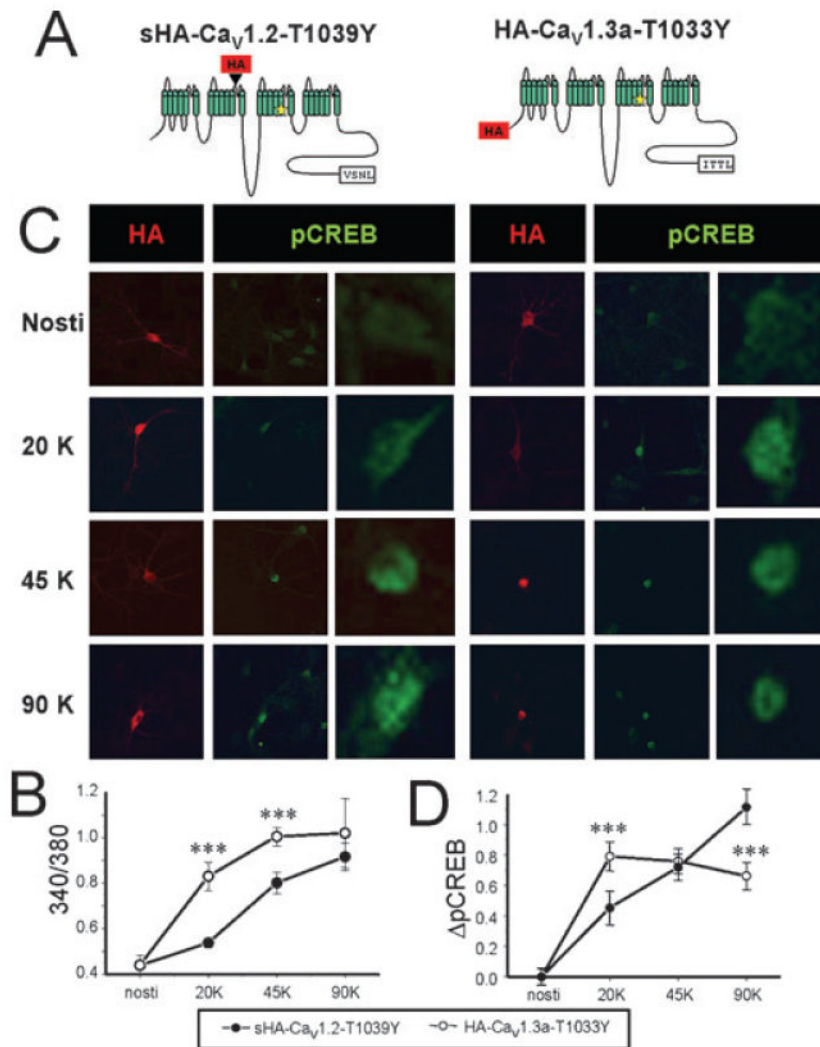 A
sHA-CaV1.2-T1039Y
HA-CaV1.3a-T1033Y
HA
HA
VSNL
ITTL
C
HA pCREB HA pCREB
Nosti
20 K
45 K
90 K
B
340/380
1.2
1.0
0.8
0.6
0.4
*** ***
nosti 20K 45K 90K
D
ΔpCREB
1.2
1.0
0.8
0.6
0.4
0.2
0.0
*** ***
nosti 20K 45K 90K
sHA-CaV1.2-T1039Y HA-CaV1.3a-T1033Y